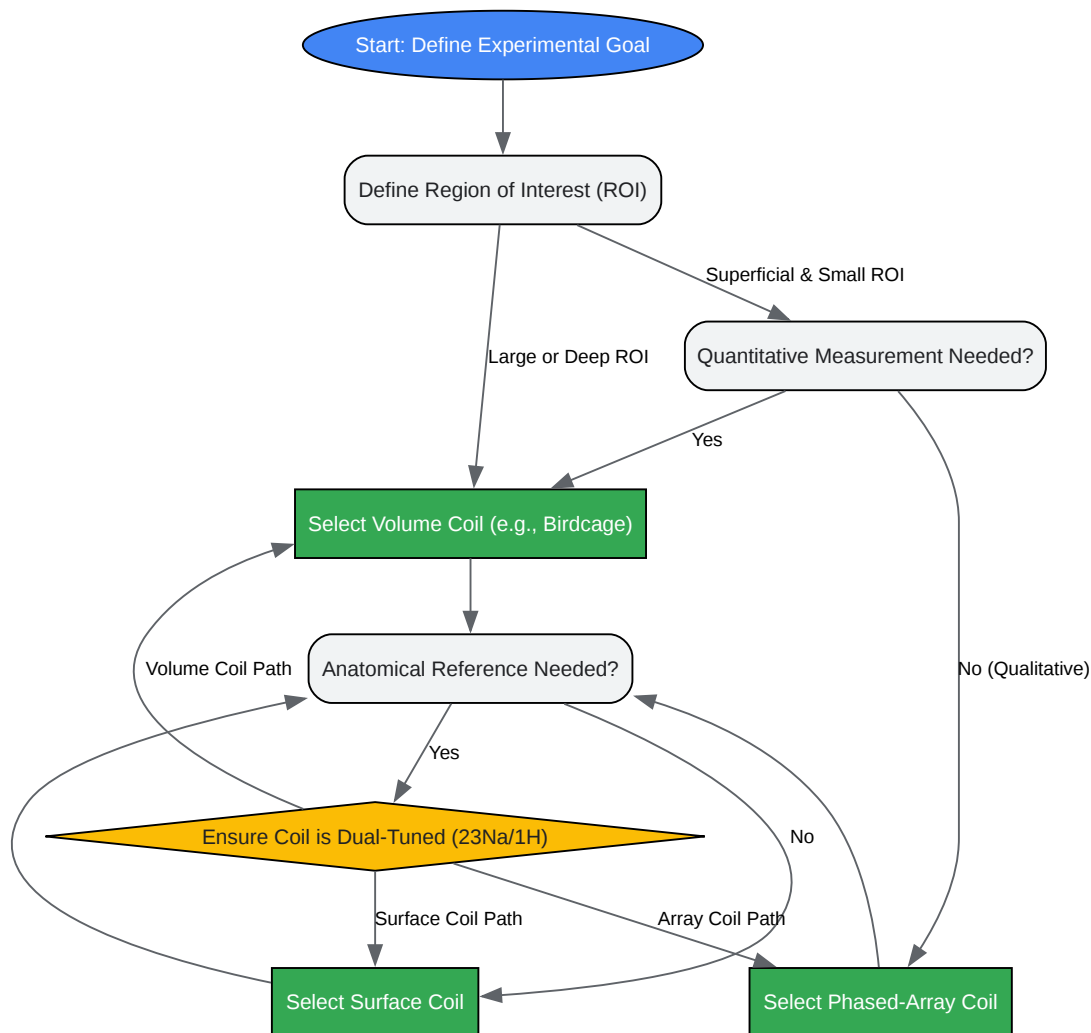 Start: Define Experimental Goal
Define Region of Interest (ROI)
Superficial & Small ROI
Large or Deep ROI
Quantitative Measurement Needed?
Yes
Select Volume Coil (e.g., Birdcage)
Volume Coil Path
Anatomical Reference Needed?
No (Qualitative)
Yes
Ensure Coil is Dual-Tuned (23Na/1H)
No
Surface Coil Path
Array Coil Path
Select Surface Coil
Select Phased-Array Coil